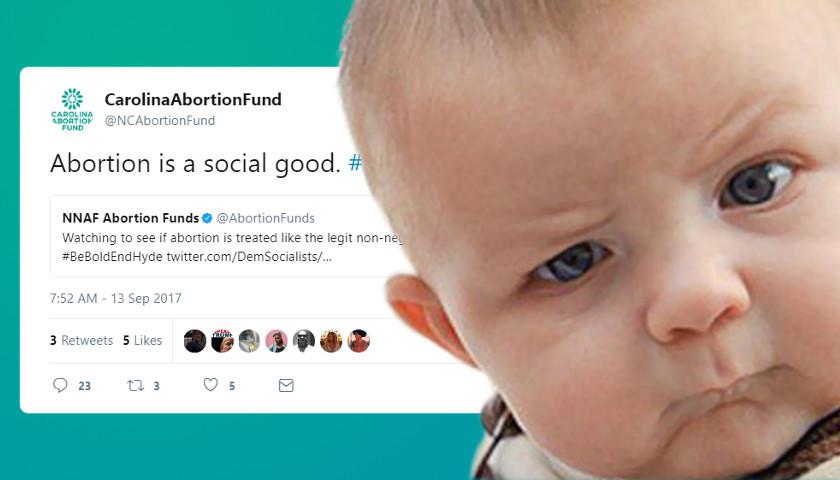 CarolinaAbortionFund
CAROLINA
ABORTION
FUND
@NCAbortionFund
Abortion is a social good. #
NNAF Abortion Funds @AbortionFunds
Watching to see if abortion is treated like the legit non-neg
#BeBoldEndHyde twitter.com/DemSocialists/...
7:52 AM - 13 Sep 2017
3 Retweets 5 Likes
23 3 5